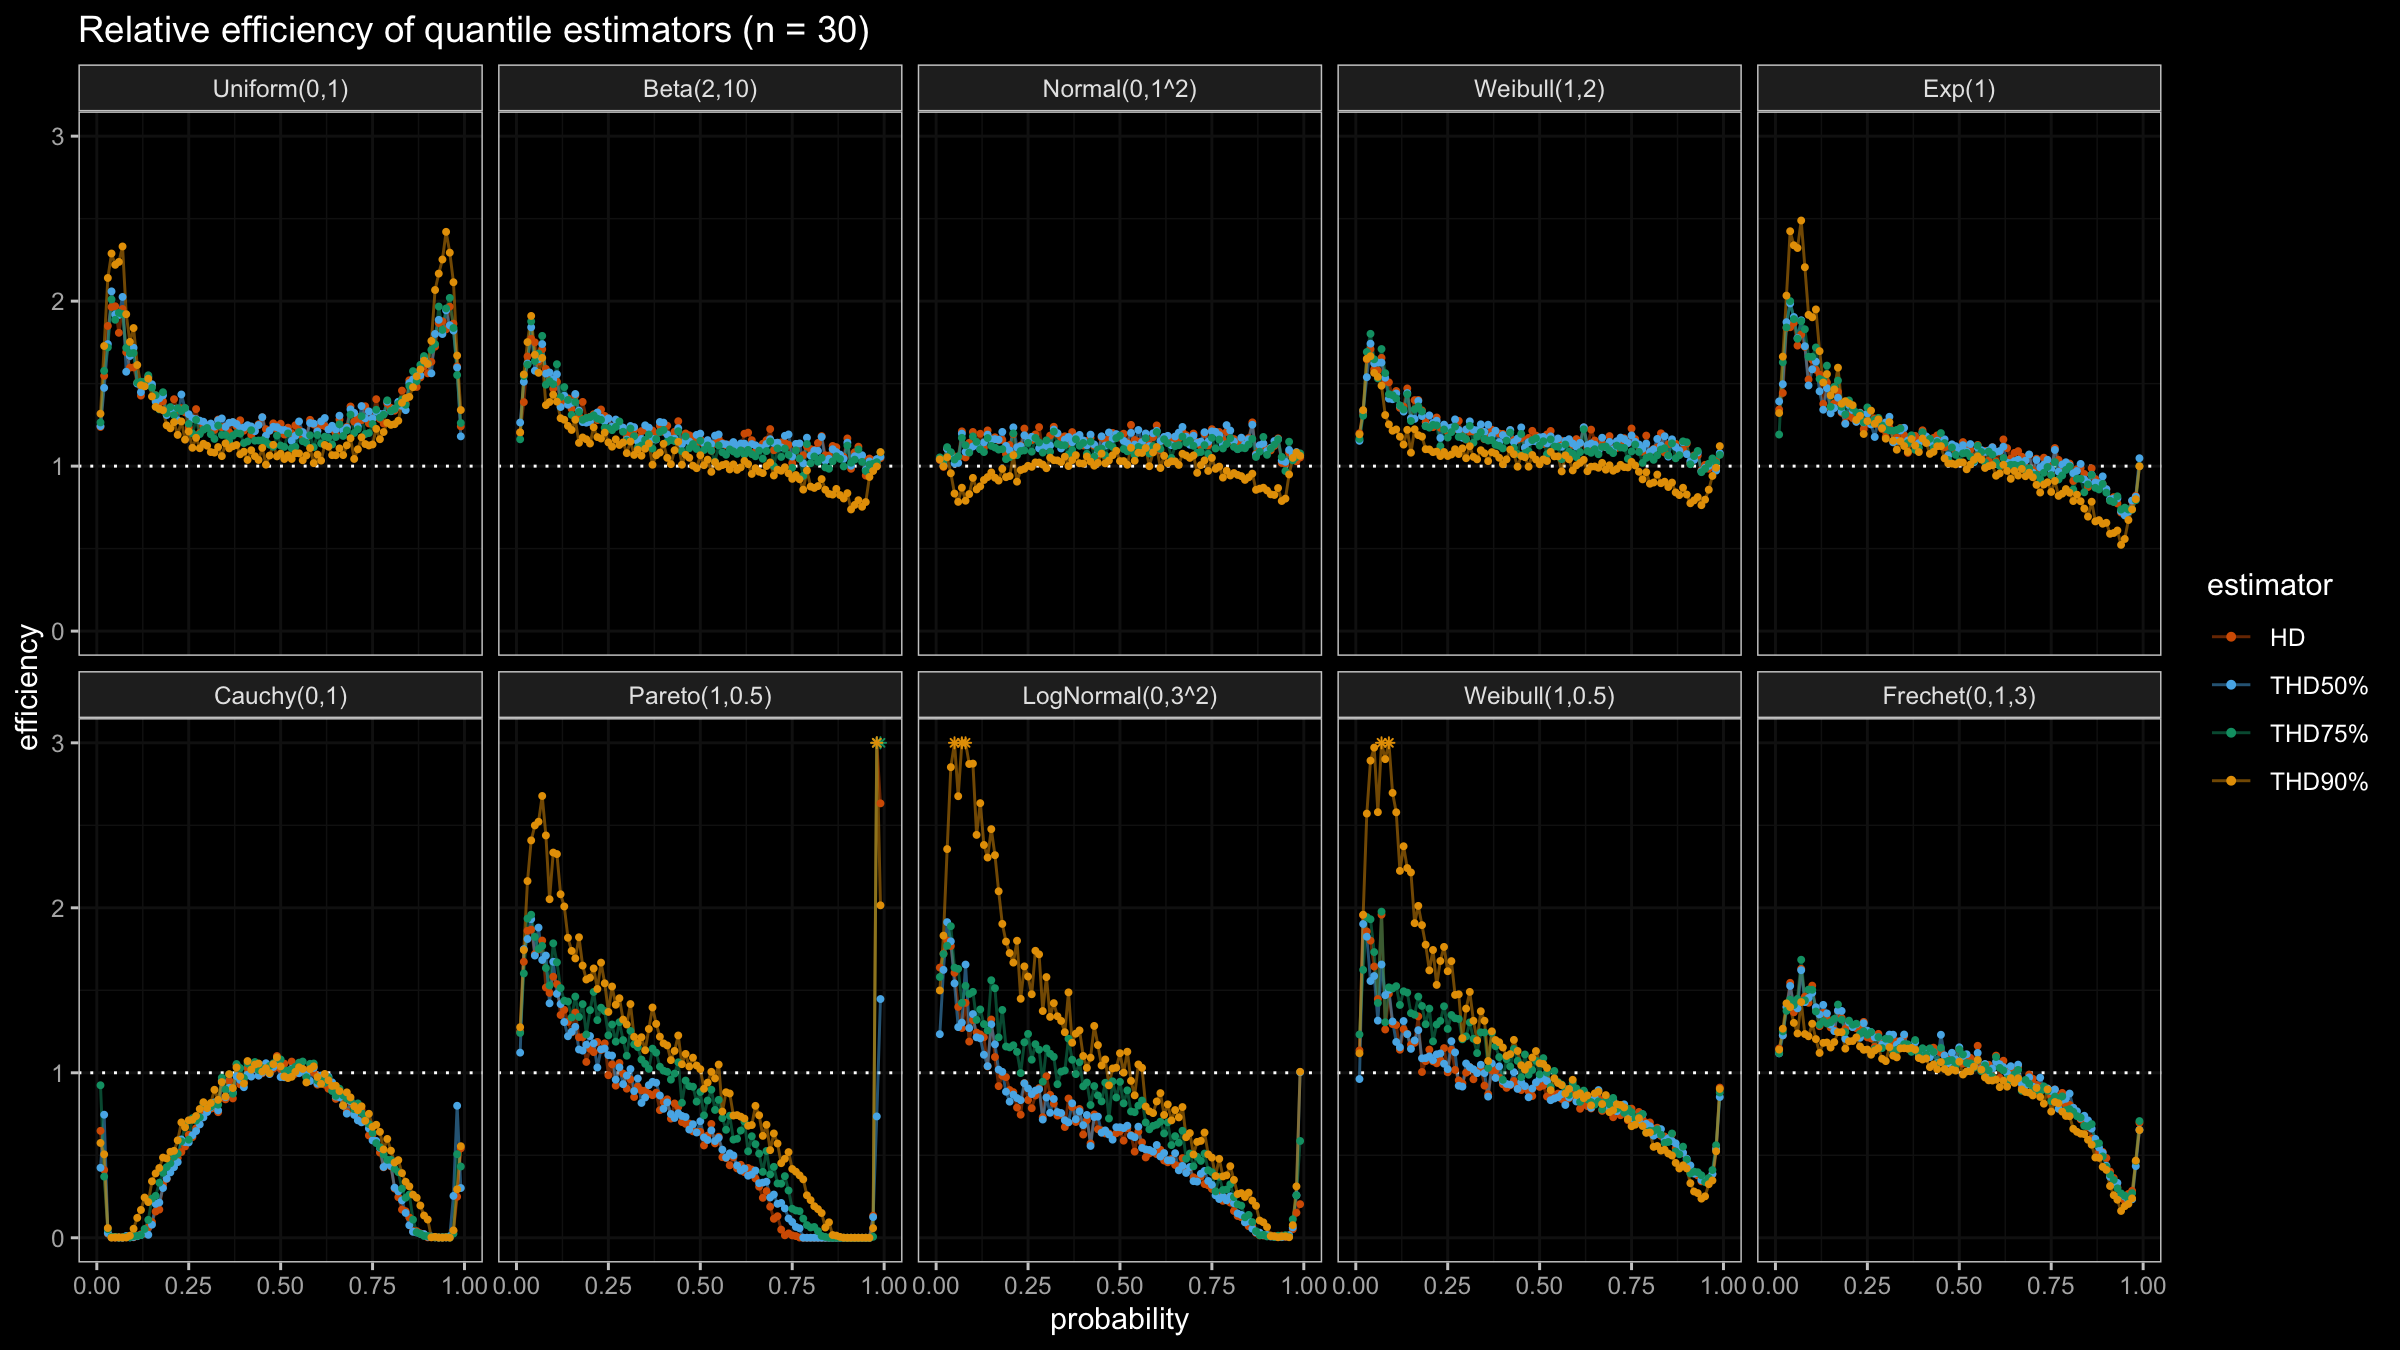 Relative efficiency of quantile estimators (n = 30)
Uniform(0,1)
Beta(2,10)
Normal(0,1^2)
Weibull(1,2)
Exp(1)
3
2
1
0
Cauchy(0,1)
Pareto(1,0.5)
LogNormal(0,3^2)
Weibull(1,0.5)
Frechet(0,1,3)
3
2
1
0
0.00 0.25 0.50 0.75 1.00
0.00 0.25 0.50 0.75 1.00
0.00 0.25 0.50 0.75 1.00
0.00 0.25 0.50 0.75 1.00
0.00 0.25 0.50 0.75 1.00
probability
efficiency
estimator
HD
THD50%
THD75%
THD90%